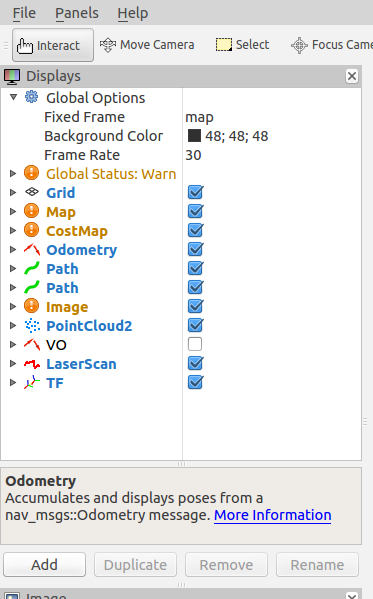 File Panels Help
Interact Move Camera Select Focus Came
Displays
Global Options
Fixed Frame map
Background Color 48; 48; 48
Frame Rate 30
Global Status: Warn
Grid
Map
CostMap
Odometry
Path
Path
Image
PointCloud2
VO
LaserScan
TF
Odometry
Accumulates and displays poses from a
nav_msgs::Odometry message. More Information
Add Duplicate Remove Rename
Image